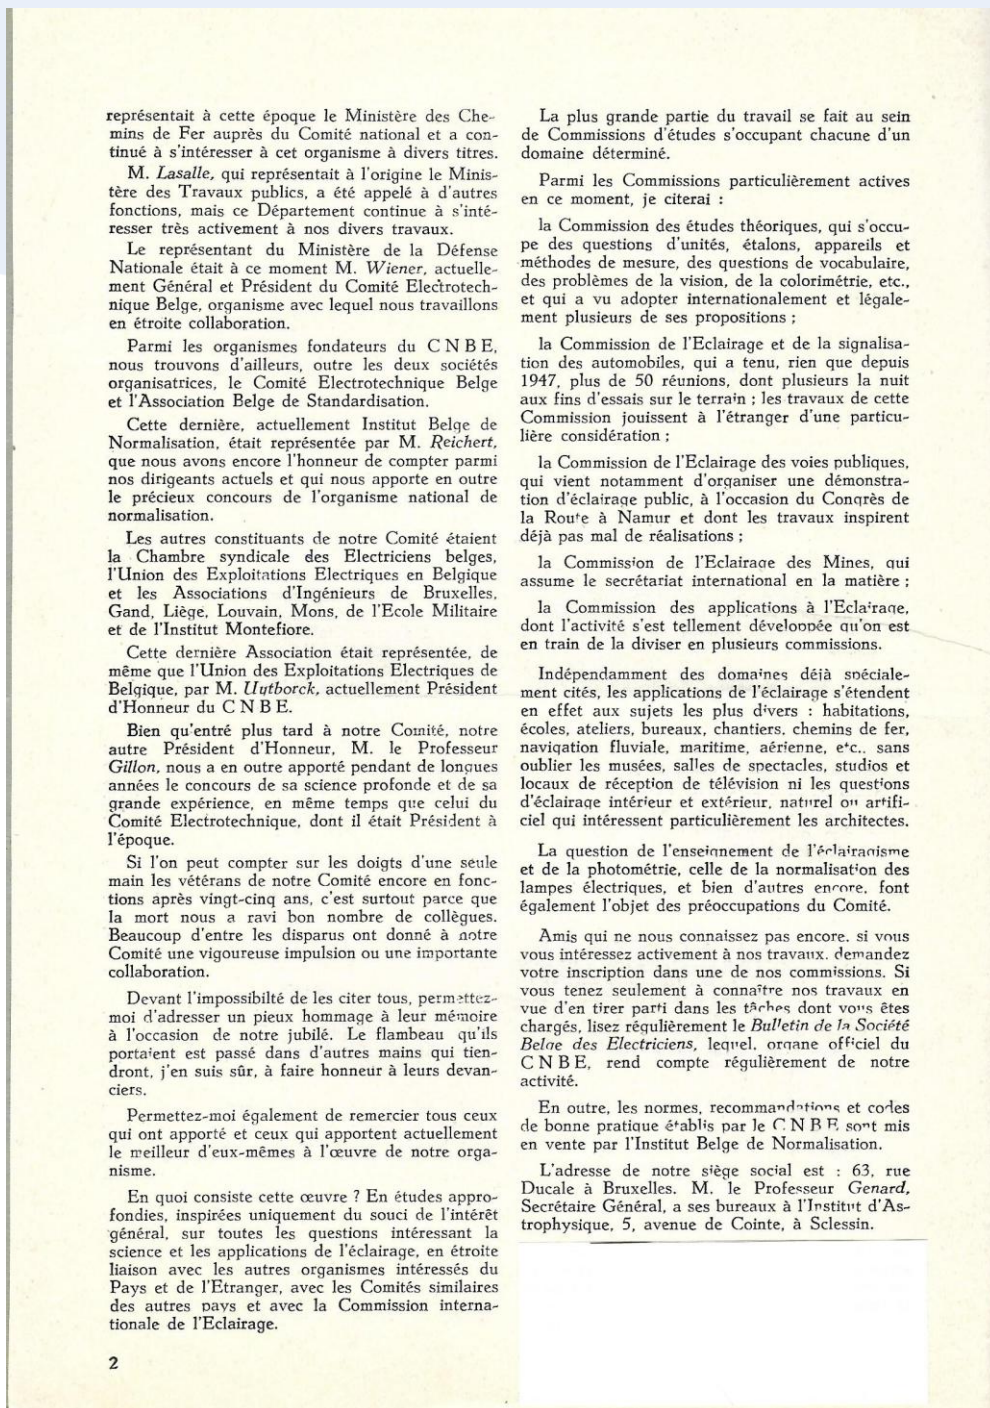 représentait à cette époque le Ministère des Che-
mins de Fer auprès du Comité national et a con-
tinué à s'intéresser à cet organisme à divers titres.
M. Lasalle, qui représentait à l'origine le Minis-
tère des Travaux publics, a été appelé à d'autres
fonctions, mais ce Département continue à s'inté-
resser très activement à nos divers travaux.
Le représentant du Ministère de la Défense
Nationale était à ce moment M. Wiener, actuelle-
ment Général et Président du Comité Electrotech-
nique Belge, organisme avec lequel nous travaillons
en étroite collaboration.
Parmi les organismes fondateurs du C N B E,
nous trouvons d'ailleurs, outre les deux sociétés
organisatrices, le Comité Electrotechnique Belge
et l'Association Belge de Standardisation.
Cette dernière, actuellement Institut Belge de
Normalisation, était représentée par M. Reichert,
que nous avons encore l'honneur de compter parmi
nos dirigeants actuels et qui nous apporte en outre
le précieux concours de l'organisme national de
normalisation.
Les autres constituants de notre Comité étaient
la Chambre syndicale des Electriciens belges,
l'Union des Exploitations Electriques en Belgique
et les Associations d'Ingénieurs de Bruxelles,
Gand, Liège, Louvain, Mons, de l'Ecole Militaire
et de l'Institut Montefiore.
Cette dernière Association était représentée, de
même que l'Union des Exploitations Electriques de
Belgique, par M. Uytborck, actuellement Président
d'Honneur du C N B E.
Bien qu'entré plus tard à notre Comité, notre
autre Président d'Honneur, M. le Professeur
Gillon, nous a en outre apporté pendant de longues
années le concours de sa science profonde et de sa
grande expérience, en même temps que celui du
Comité Electrotechnique, dont il était Président à
l'époque.
Si l'on peut compter sur les doigts d'une seule
main les vétérans de notre Comité encore en fonc-
tions après vingt-cinq ans, c'est surtout parce que
la mort nous a ravi bon nombre de collègues.
Beaucoup d'entre les disparus ont donné à notre
Comité une vigoureuse impulsion ou une importante
collaboration.
Devant l'impossibilté de les citer tous, permettez-
moi d'adresser un pieux hommage à leur mémoire
à l'occasion de notre jubilé. Le flambeau qu'ils
portaient est passé dans d'autres mains qui tien-
dront, j'en suis sûr, à faire honneur à leurs devan-
ciers.
Permettez-moi également de remercier tous ceux
qui ont apporté et ceux qui apportent actuellement
le meilleur d'eux-mêmes à l'œuvre de notre orga-
nisme.
En quoi consiste cette œuvre ? En études appro-
fondies, inspirées uniquement du souci de l'intérêt
général, sur toutes les questions intéressant la
science et les applications de l'éclairage, en étroite
liaison avec les autres organismes intéressés du
Pays et de l'Etranger, avec les Comités similaires
des autres pays et avec la Commission interna-
tionale de l'Eclairage.
2
La plus grande partie du travail se fait au sein
de Commissions d'études s'occupant chacune d'un
domaine déterminé.
Parmi les Commissions particulièrement actives
en ce moment, je citerai :
la Commission des études théoriques, qui s'occu-
pe des questions d'unités, étalons, appareils et
méthodes de mesure, des questions de vocabulaire,
des problèmes de la vision, de la colorimétrie, etc.,
et qui a vu adopter internationalement et légale-
ment plusieurs de ses propositions ;
la Commission de l'Eclairage et de la signalisa-
tion des automobiles, qui a tenu, rien que depuis
1947, plus de 50 réunions, dont plusieurs la nuit
aux fins d'essais sur le terrain ; les travaux de cette
Commission jouissent à l'étranger d'une particu-
lière considération ;
la Commission de l'Eclairage des voies publiques,
qui vient notamment d'organiser une démonstra-
tion d'éclairage public, à l'occasion du Congrès de
la Route à Namur et dont les travaux inspirent
déjà pas mal de réalisations ;
la Commission de l'Eclairage des Mines, qui
assume le secrétariat international en la matière ;
la Commission des applications à l'Eclairage,
dont l'activité s'est tellement développée qu'on est
en train de la diviser en plusieurs commissions.
Indépendamment des domaines déjà spéciale-
ment cités, les applications de l'éclairage s'étendent
en effet aux sujets les plus divers : habitations,
écoles, ateliers, bureaux, chantiers, chemins de fer,
navigation fluviale, maritime, aérienne, etc.. sans
oublier les musées, salles de spectacles, studios et
locaux de réception de télévision ni les questions
d'éclairage intérieur et extérieur, naturel ou artifi-
ciel qui intéressent particulièrement les architectes.
La question de l'enseignement de l'éclairagisme
et de la photométrie, celle de la normalisation des
lampes électriques, et bien d'autres encore, font
également l'objet des préoccupations du Comité.
Amis qui ne nous connaissez pas encore, si vous
vous intéressez activement à nos travaux, demandez
votre inscription dans une de nos commissions. Si
vous tenez seulement à connaître nos travaux en
vue d'en tirer parti dans les tâches dont vous êtes
chargés, lisez régulièrement le Bulletin de la Société
Belge des Electriciens, lequel, organe officiel du
C N B E, rend compte régulièrement de notre
activité.
En outre, les normes, recommandations et codes
de bonne pratique établis par le C N B E sont mis
en vente par l'Institut Belge de Normalisation.
L'adresse de notre siège social est : 63, rue
Ducale à Bruxelles. M. le Professeur Genard,
Secrétaire Général, a ses bureaux à l'Institut d'As-
trophysique, 5, avenue de Cointe, à Sclessin.